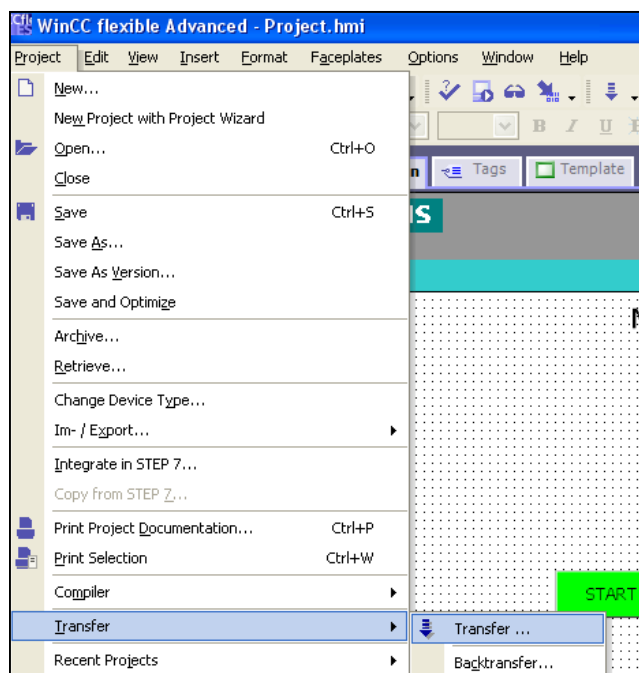 WinCC flexible Advanced - Project.hmi
Project Edit View Insert Format Faceplates Options Window Help
New...
New Project with Project Wizard
B I U
Open... Ctrl+O
Close
Tags Template
Save Ctrl+S
Save As...
Save As Version...
Save and Optimize
Archive...
Retrieve...
Change Device Type...
Im- / Export...
Integrate in STEP 7...
Copy from STEP 7...
Print Project Documentation... Ctrl+P
Print Selection Ctrl+W
Compiler
START
Transfer
Transfer ...
Recent Projects
Backtransfer...